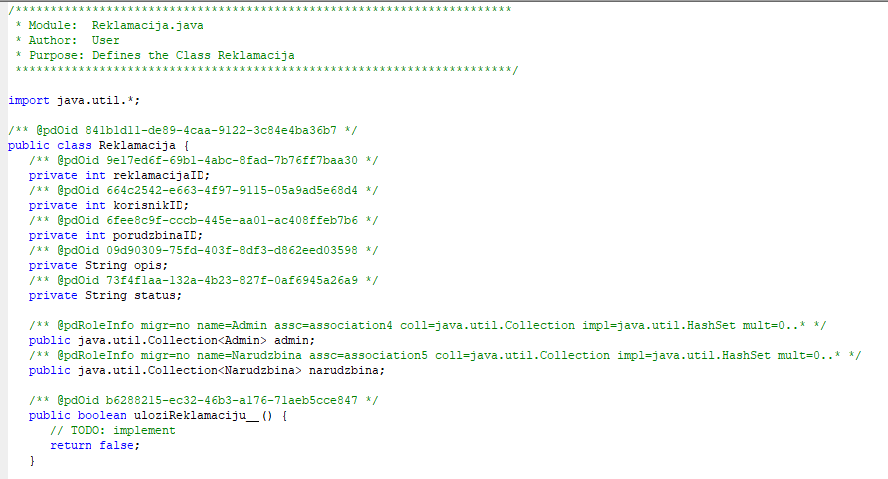 /***********************************************************************
 * Module:  Reklamacija.java
 * Author:  User
 * Purpose: Defines the Class Reklamacija
 ***********************************************************************/
import java.util.*;
/** @pdOid 841b1d11-de89-4caa-9122-3c84e4ba36b7 */
public class Reklamacija {
   /** @pdOid 9e17ed6f-69b1-4abc-8fad-7b76ff7baa30 */
   private int reklamacijaID;
   /** @pdOid 664c2542-e663-4f97-9115-05a9ad5e68d4 */
   private int korisnikID;
   /** @pdOid 6fee8c9f-cccb-445e-aa01-ac408ffeb7b6 */
   private int porudzbinaID;
   /** @pdOid 09d90309-75fd-403f-8df3-d862eed03598 */
   private String opis;
   /** @pdOid 73f4f1aa-132a-4b23-827f-0af6945a26a9 */
   private String status;
   /** @pdRoleInfo migr=no name=Admin assc=association4 coll=java.util.Collection impl=java.util.HashSet mult=0..* */
   public java.util.Collection<Admin> admin;
   /** @pdRoleInfo migr=no name=Narudzbina assc=association5 coll=java.util.Collection impl=java.util.HashSet mult=0..* */
   public java.util.Collection<Narudzbina> narudzbina;
   /** @pdOid b6288215-ec32-46b3-a176-71aeb5cce847 */
   public boolean uloziReklamaciju__() {
      // TODO: implement
      return false;
   }